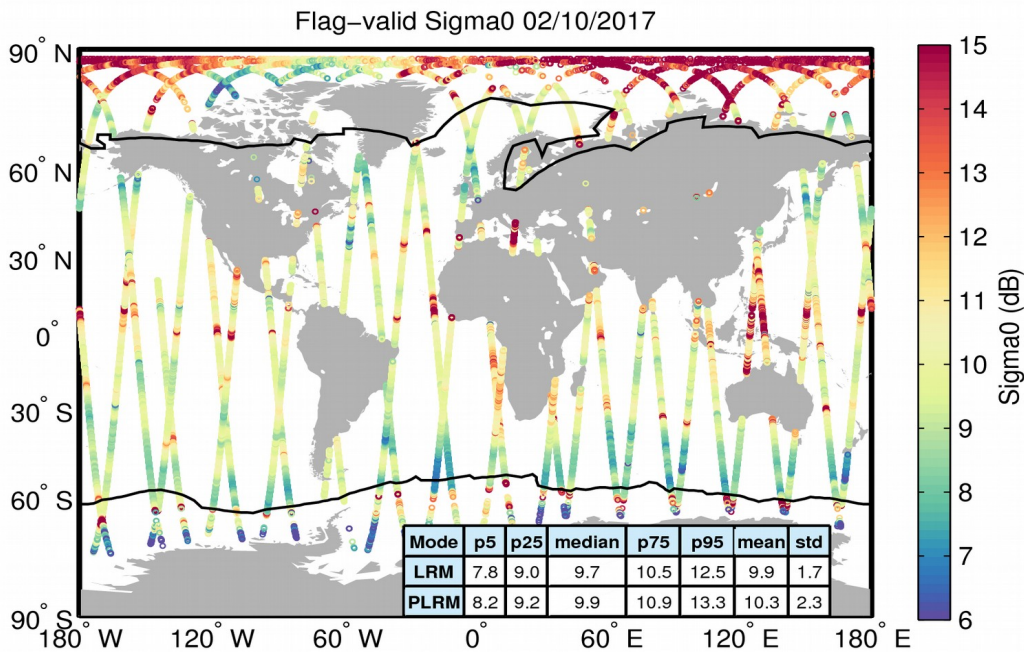 Flag-valid Sigma0 02/10/2017
90° N
60° N
30° N
0°
30° S
60° S
90° S
180° W
120° W
60° W
0°
60° E
120° E
180° E
Mode p5 p25 median p75 p95 mean std
LRM 7.8 9.0 9.7 10.5 12.5 9.9 1.7
PLRM 8.2 9.2 9.9 10.9 13.3 10.3 2.3
15
14
13
12
11
10
9
8
7
6
Sigma0 (dB)